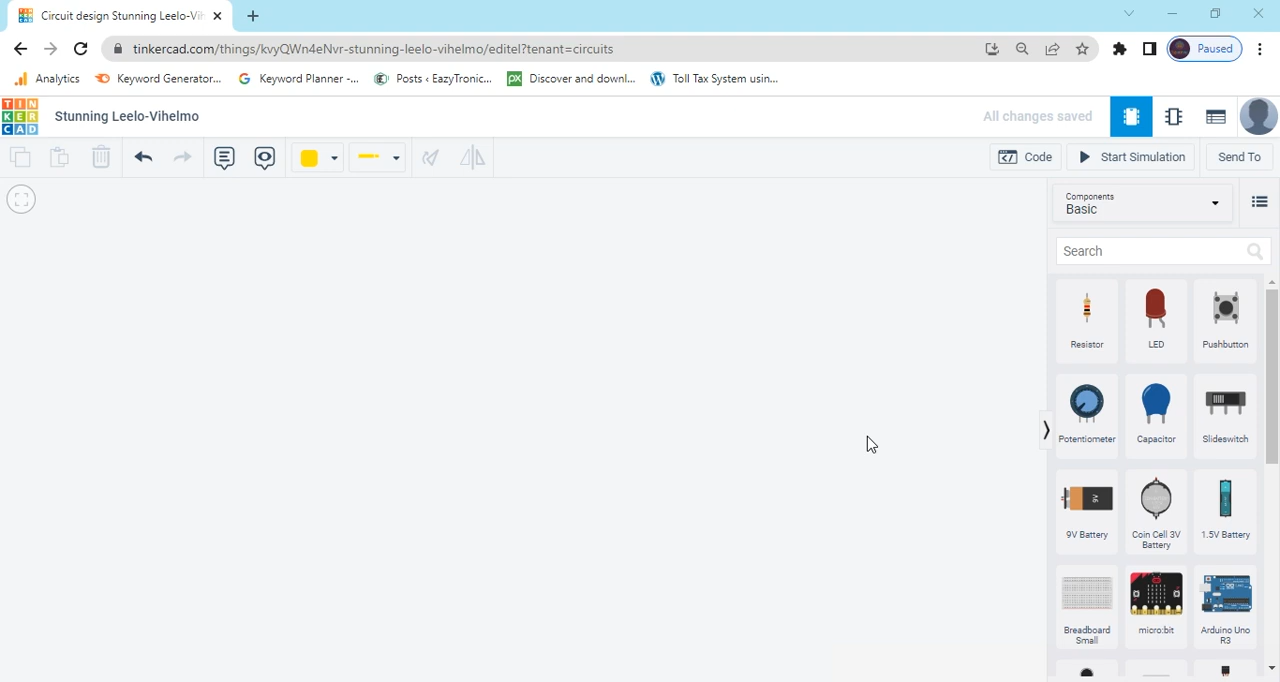 Circuit design Stunning Leelo-Vih
tinkercad.com/things/kvyQWn4eNvr-stunning-leelo-vihelmo/editel?tenant=circuits
Paused
Analytics
Keyword Generator...
Keyword Planner -...
Posts ‹ EazyTronic...
Discover and downl...
Toll Tax System usin...
TIN
KER
CAD
Stunning Leelo-Vihelmo
All changes saved
Code
Start Simulation
Send To
Components
Basic
Search
Resistor
LED
Pushbutton
Potentiometer
Capacitor
Slideswitch
9V
9V Battery
Coin Cell 3V
Battery
1.5V Battery
Breadboard
Small
micro:bit
Arduino Uno
R3